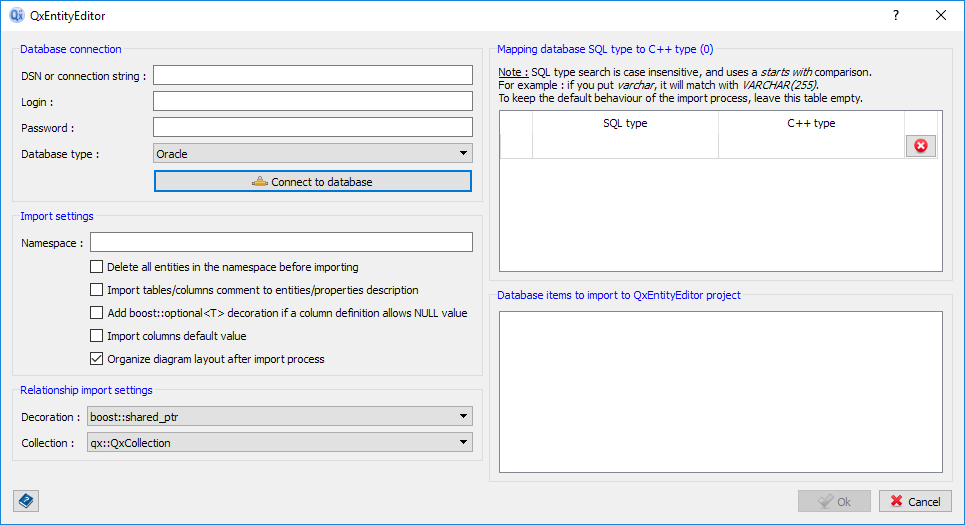 QxEntityEditor
?
Database connection
DSN or connection string :
Login :
Password :
Database type :
Oracle
Connect to database
Import settings
Namespace :
Delete all entities in the namespace before importing
Import tables/columns comment to entities/properties description
Add boost::optional<T> decoration if a column definition allows NULL value
Import columns default value
Organize diagram layout after import process
Relationship import settings
Decoration :
boost::shared_ptr
Collection :
qx::QxCollection
Mapping database SQL type to C++ type (0)
Note : SQL type search is case insensitive, and uses a starts with comparison.
For example : if you put varchar, it will match with VARCHAR(255).
To keep the default behaviour of the import process, leave this table empty.
SQL type
C++ type
Database items to import to QxEntityEditor project
Ok
Cancel